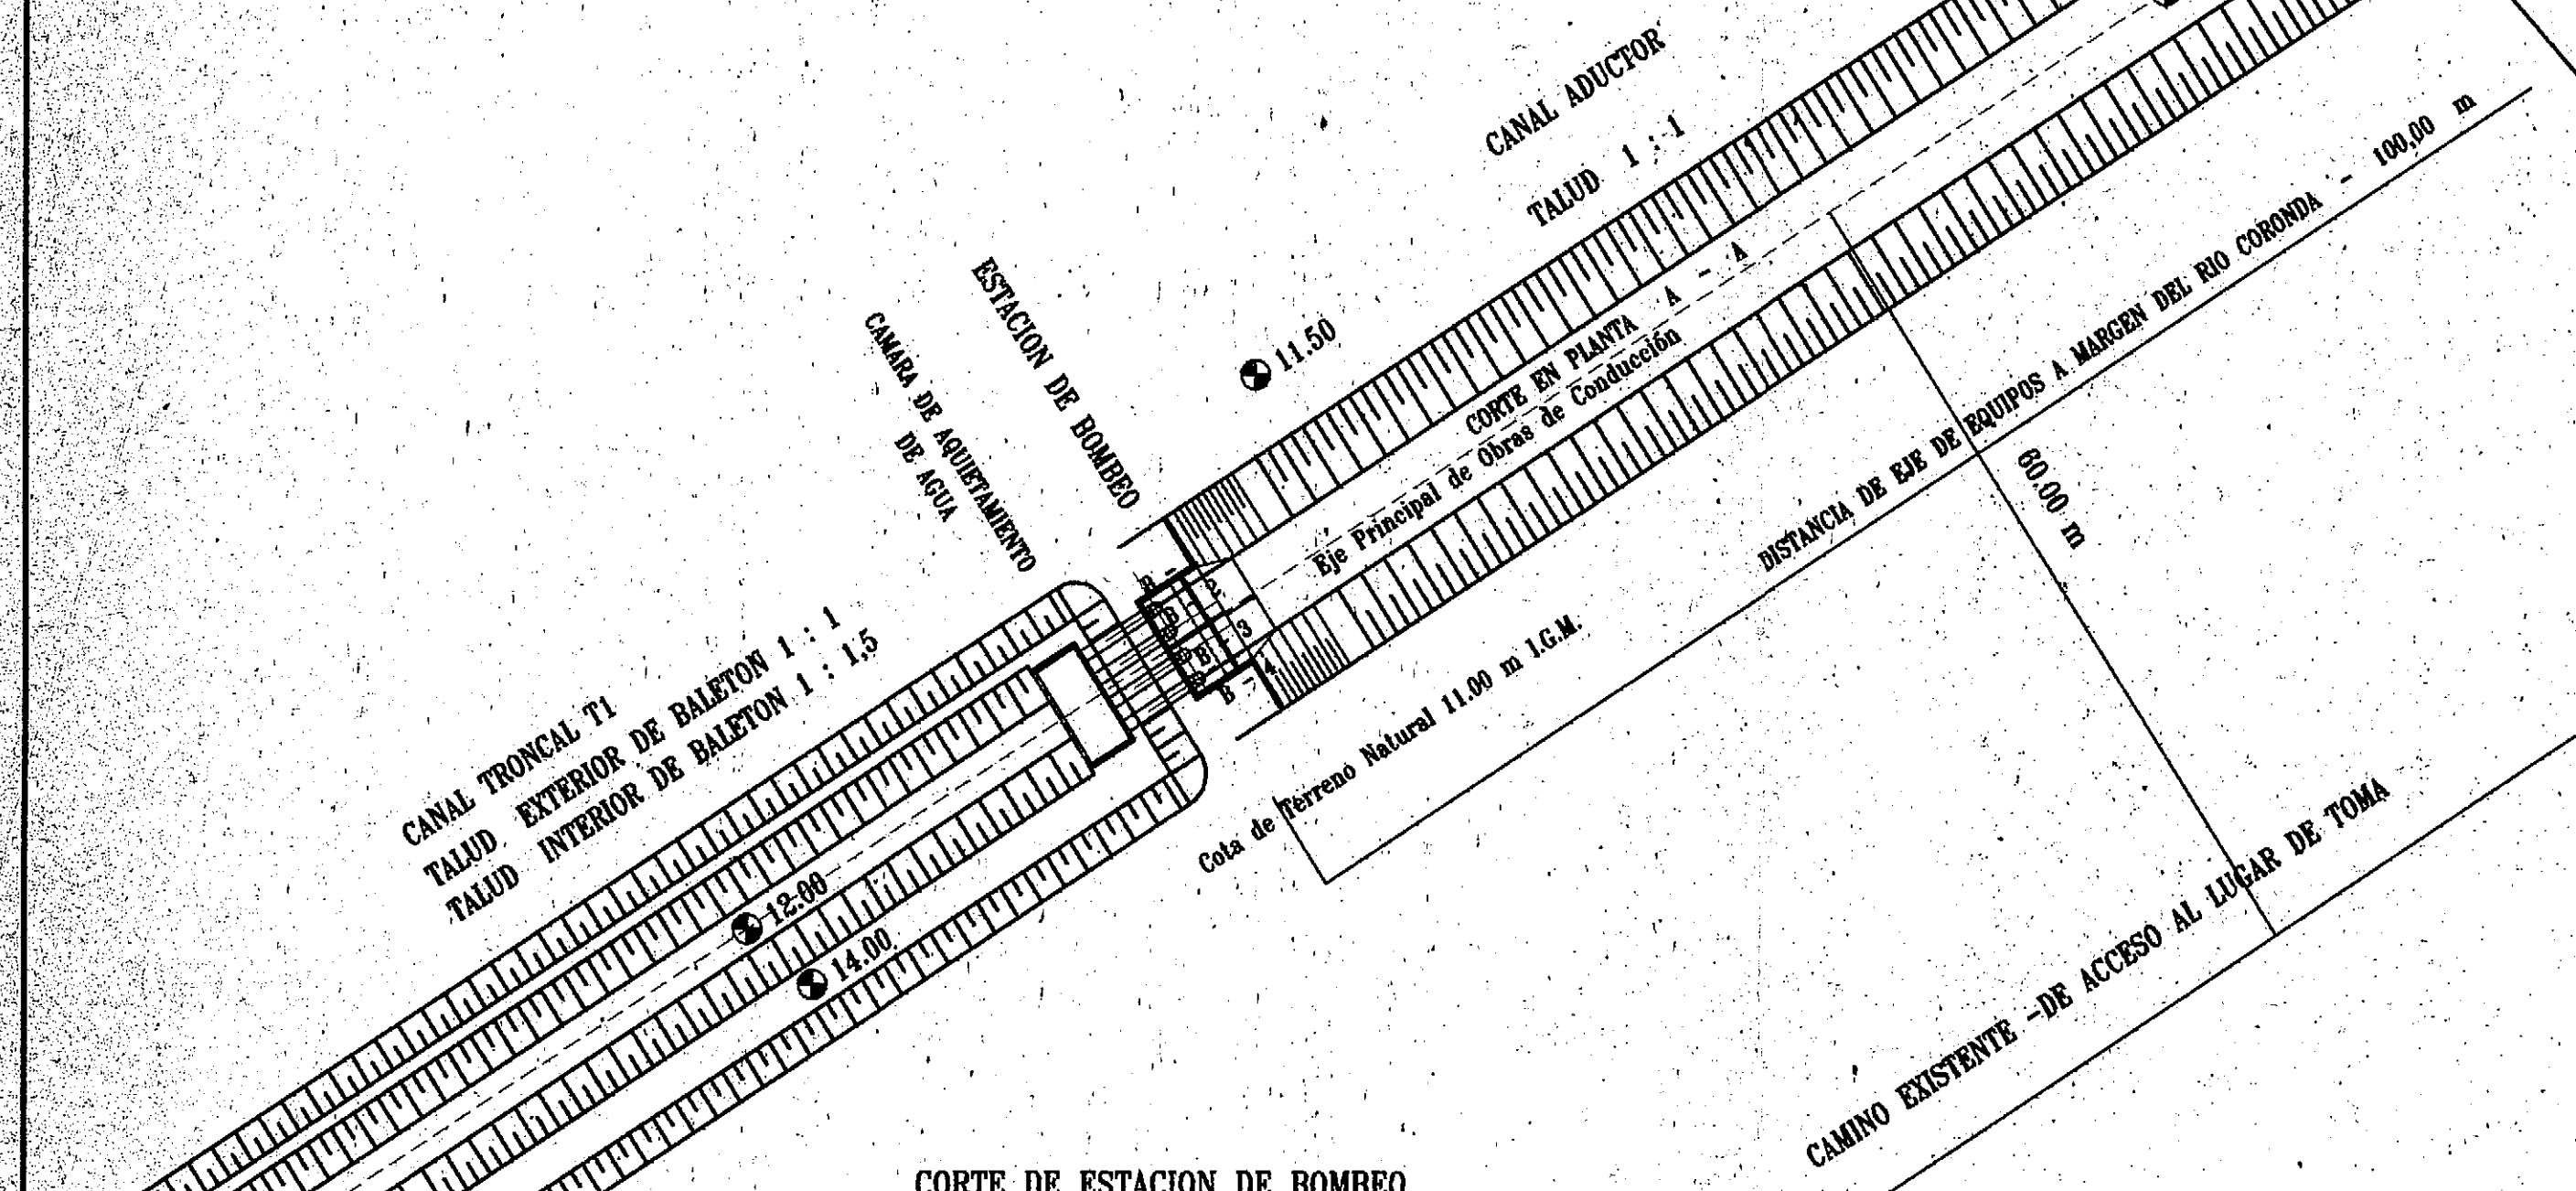 CANAL ADUCTOR
TALUD 1 : 1
100,00 m
DISTANCIA DE EJE DE EQUIPOS A MARGEN DEL RIO CORONDA -
ESTACION DE BOMBEO
CAMARA DE AQUIETAMIENTO
DE AGUA
11.50
CORTE EN PLANTA A - A
Eje Principal de Obras de Conducción
60.00 m
B
2
3
B
4
B
Cota de Terreno Natural 11.00 m I.G.M.
CANAL TRONCAL T1
TALUD EXTERIOR DE BALETON 1 : 1
TALUD INTERIOR DE BALETON 1 : 1,5
12.00
14.00
CAMINO EXISTENTE -DE ACCESO AL LUGAR DE TOMA
CORTE DE ESTACION DE BOMBEO